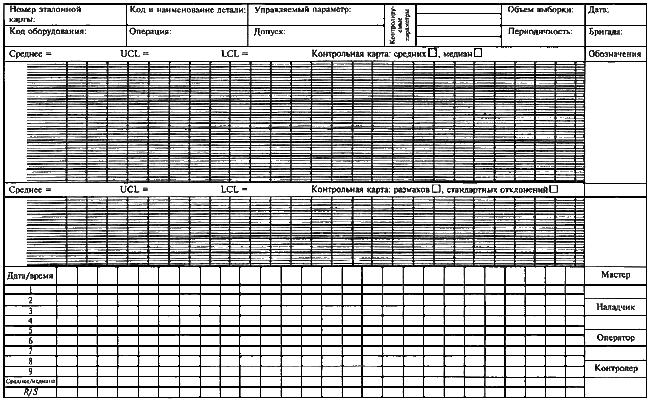 Номер эталонной карты:
Код и наименование детали:
Управляемый параметр:
Контролируемые параметры
Объем выборки:
Дата:
Код оборудования:
Операция:
Допуск:
Периодичность:
Бригада:
Среднее = UCL = LCL = Контрольная карта: средних □, медиан □
Обозначения
Среднее = UCL = LCL = Контрольная карта: размахов □, стандартных отклонений □
Дата/время
Мастер
1
2
3
Наладчик
4
5
6
Оператор
7
8
9
Контролер
Среднее/медиана
R/S